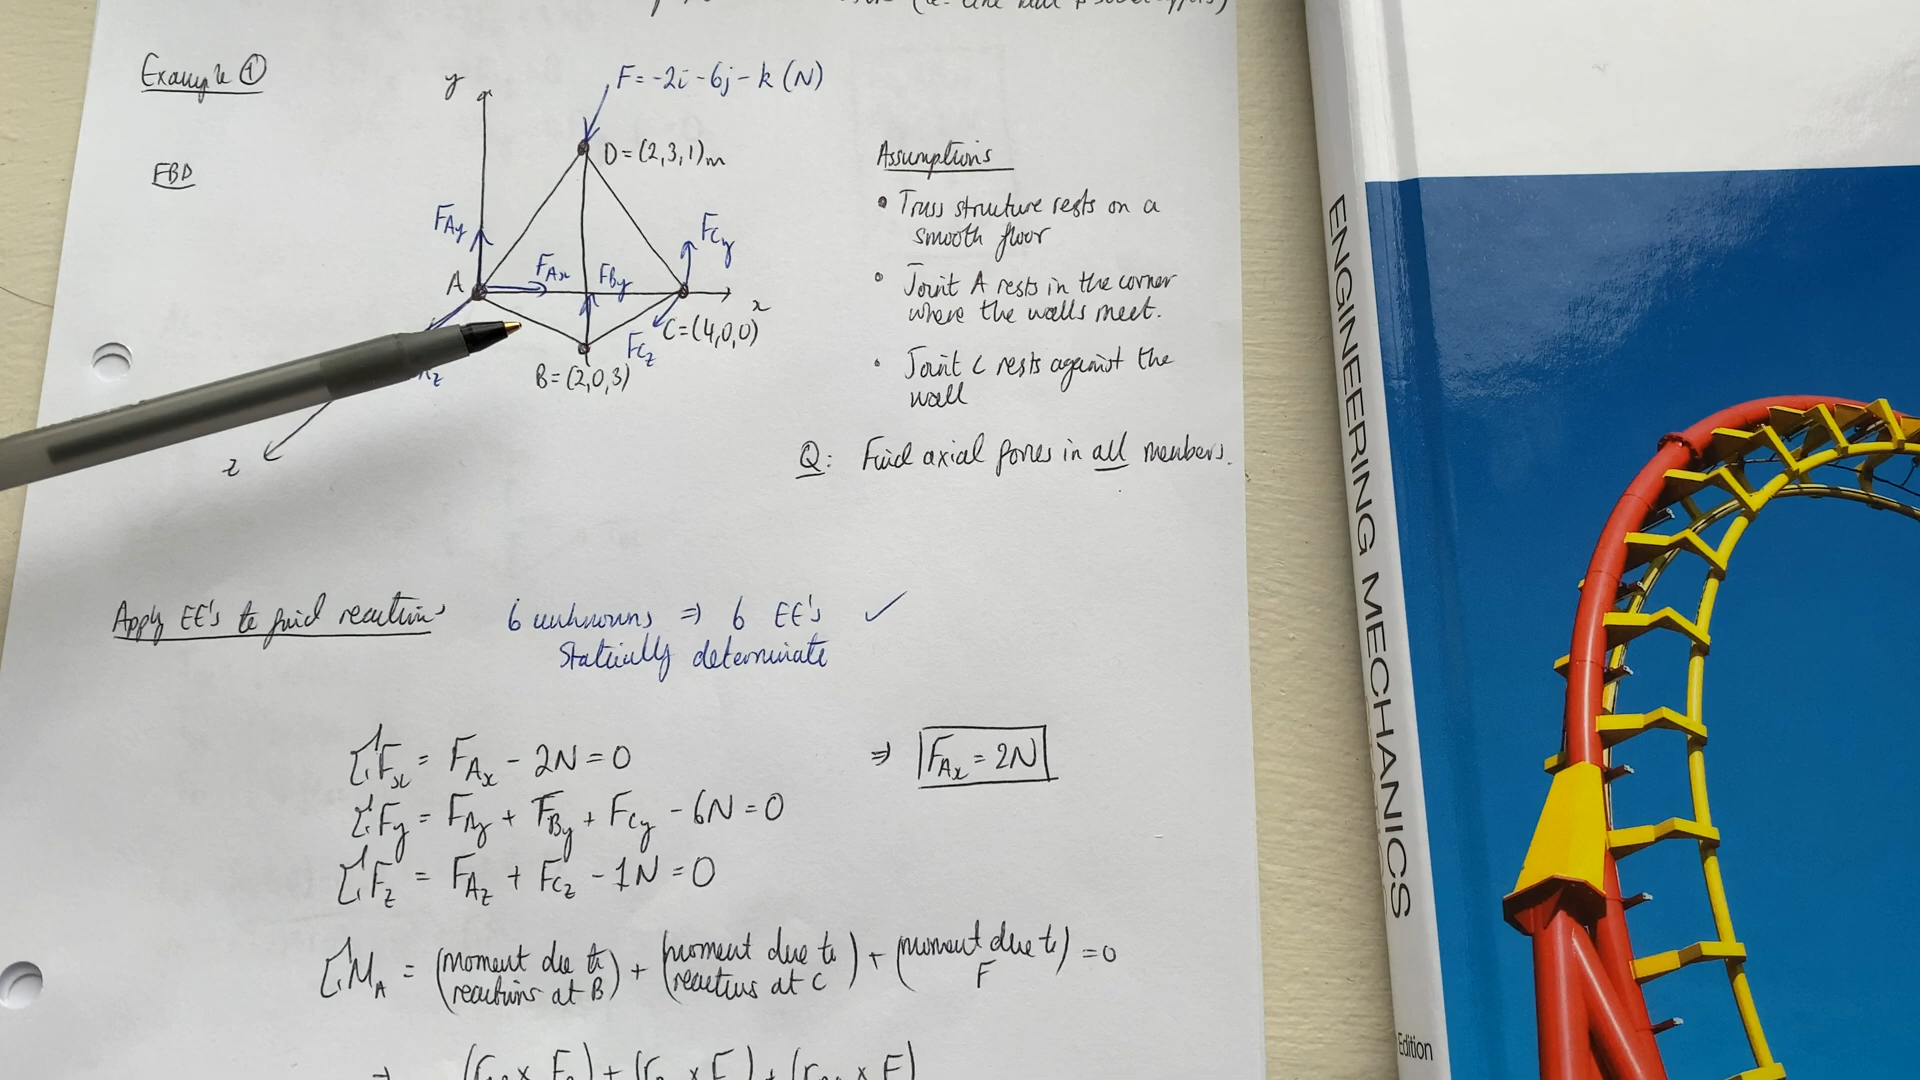 Example ①
y
F = -2i - 6j - k (N)
FBD
D = (2,3,1)m
FAy
FCy
A
FAx
FBy
x
C = (4,0,0)
FCz
B = (2,0,3)
z
Assumptions
• Truss structure rests on a
smooth floor
• Joint A rests in the corner
where the walls meet.
• Joint C rests against the
wall
Q: Find axial forces in all members.
Apply EE's to find reactions
6 unknowns ⇒ 6 EE's ✓
Statically determinate
ΣFx = FAx - 2N = 0 ⇒ FAx = 2N
ΣFy = FAy + FBy + FCy - 6N = 0
ΣFz = FAz + FCz - 1N = 0
ΣMA = (moment due to reactions at B) + (moment due to reactions at C) + (moment due to F) = 0
ENGINEERING MECHANICS
Edition